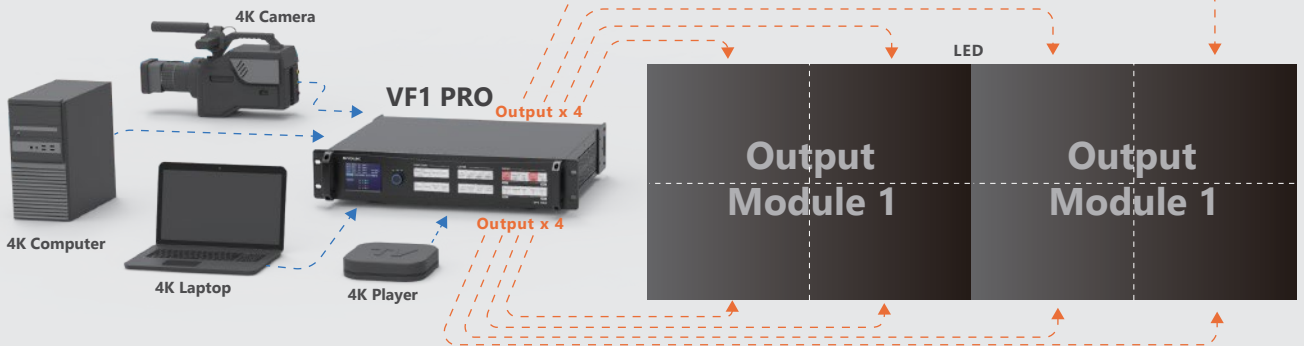 4K Camera
LED
VF1 PRO
Output x 4
Output
Module 1
Output
Module 1
Output x 4
4K Computer
4K Laptop
4K Player